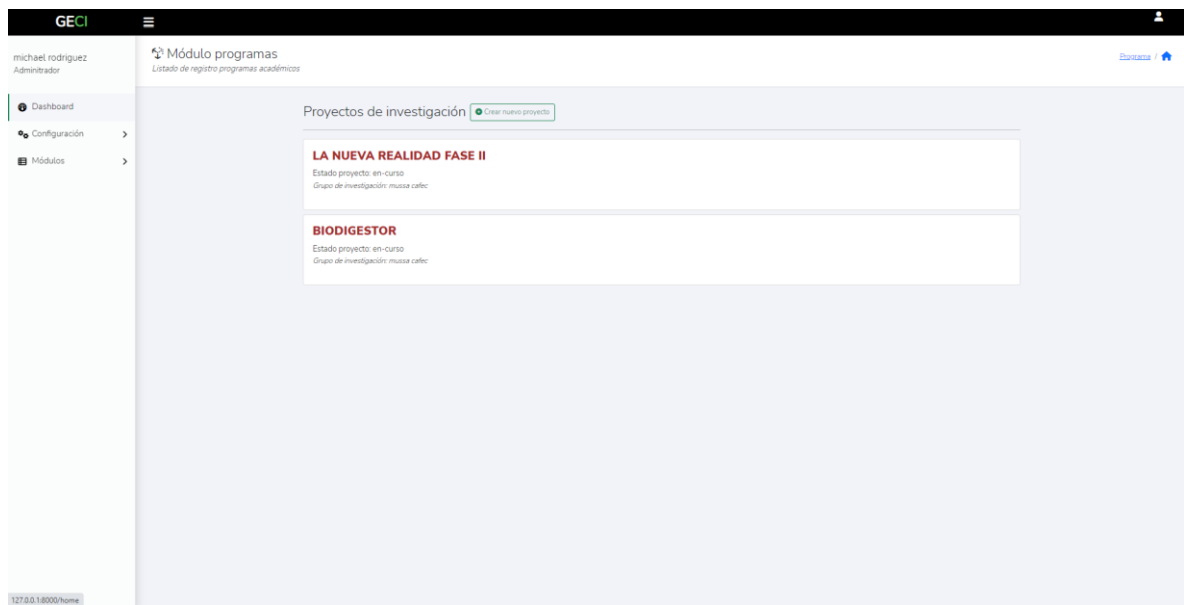 GECI
michael rodriguez
Adminitrador
Dashboard
Configuración
Módulos
Módulo programas
Listado de registro programas académicos
Programa /
Proyectos de investigación
Crear nuevo proyecto
LA NUEVA REALIDAD FASE II
Estado proyecto: en-curso
Grupo de investigación: mussa cafec
BIODIGESTOR
Estado proyecto: en-curso
Grupo de investigación: mussa cafec
127.0.0.1:8000/home